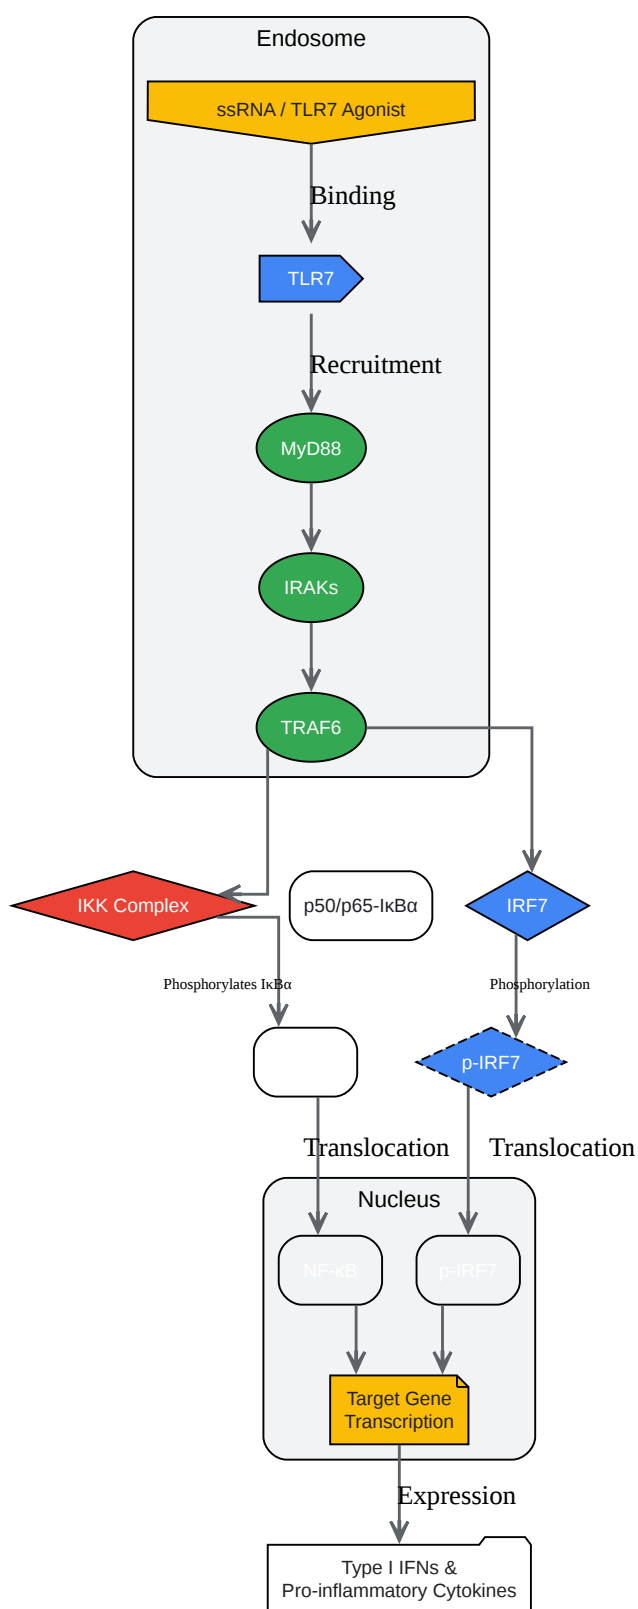 Endosome
ssRNA / TLR7 Agonist
Binding
TLR7
Recruitment
MyD88
IRAKs
TRAF6
IKK Complex
p50/p65-IκBα
IRF7
Phosphorylates IκBα
Phosphorylation
p-IRF7
Translocation
Translocation
Nucleus
NF-κB
p-IRF7
Target Gene
Transcription
Expression
Type I IFNs &
Pro-inflammatory Cytokines